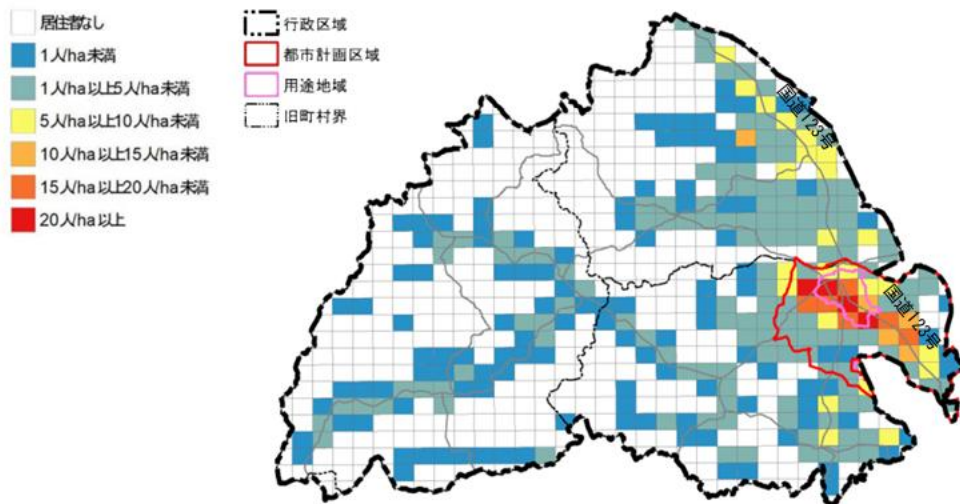 居住者なし
1人/ha未満
1人/ha以上5人/ha未満
5人/ha以上10人/ha未満
10人/ha以上15人/ha未満
15人/ha以上20人/ha未満
20人/ha以上
行政区域
都市計画区域
用途地域
旧町村界
国道123号
国道123号